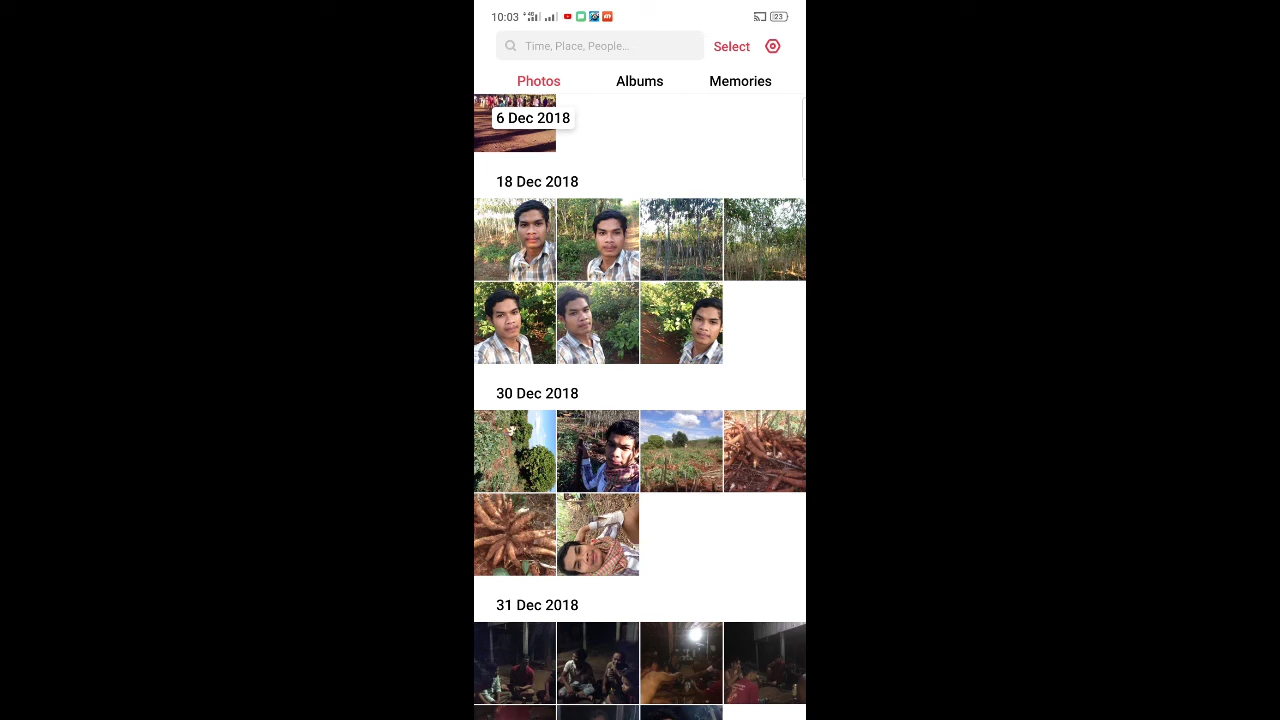 10:03
23
Time, Place, People...
Select
Photos
Albums
Memories
6 Dec 2018
18 Dec 2018
30 Dec 2018
31 Dec 2018